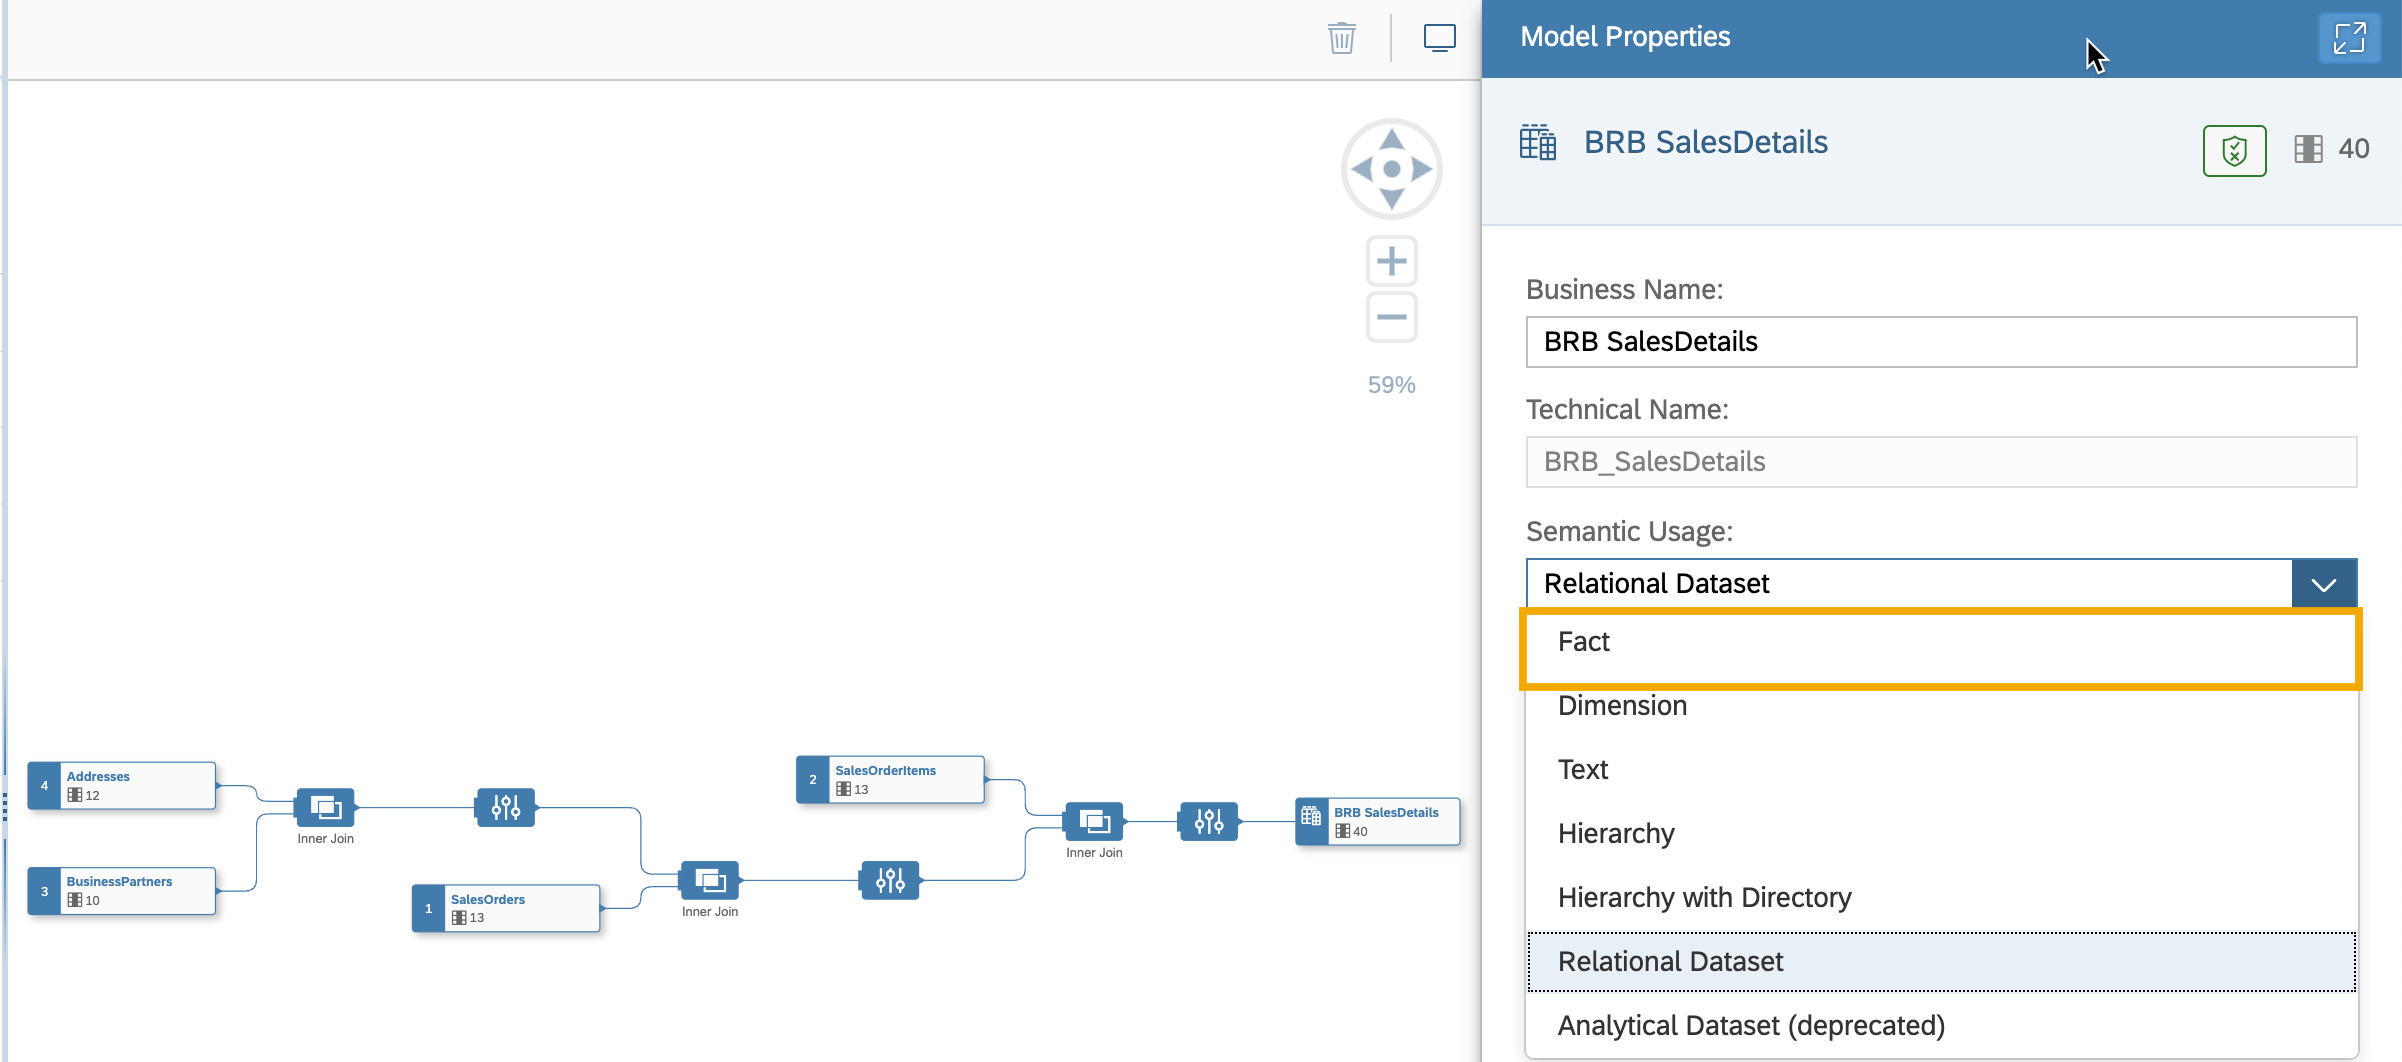 Model Properties
BRB SalesDetails
40
59%
Business Name:
BRB SalesDetails
Technical Name:
BRB_SalesDetails
Semantic Usage:
Relational Dataset
Fact
Dimension
Text
Hierarchy
Hierarchy with Directory
Relational Dataset
Analytical Dataset (deprecated)
4
Addresses
12
3
BusinessPartners
10
Inner Join
1
SalesOrders
13
Inner Join
2
SalesOrderItems
13
Inner Join
BRB SalesDetails
40